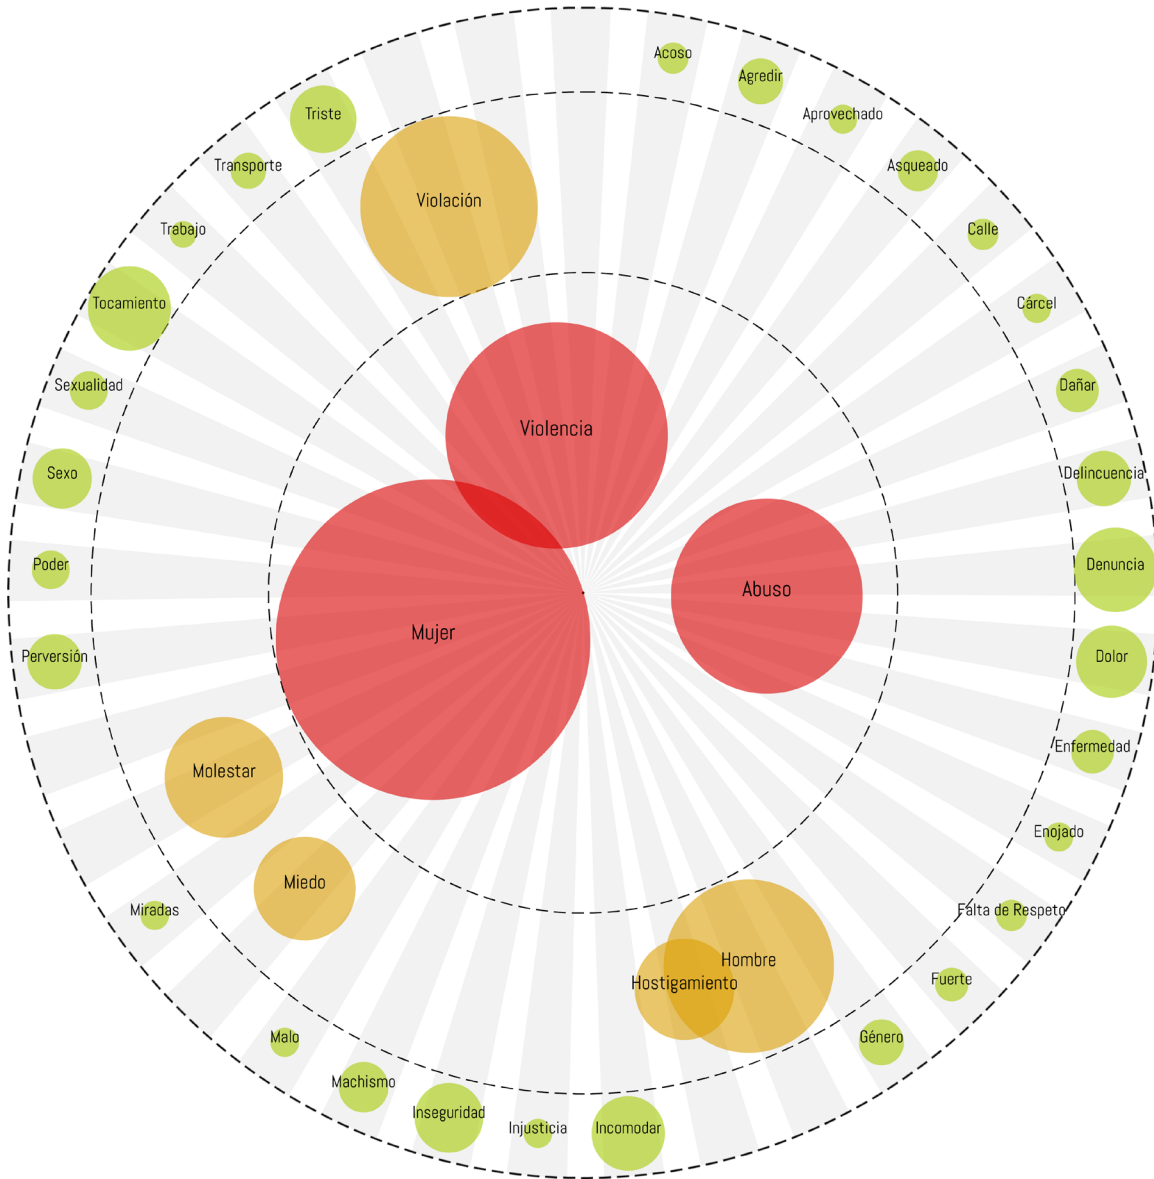 Acoso
Agredir
Aprovechado
Asqueado
Calle
Cárcel
Dañar
Delincuencia
Denuncia
Dolor
Enfermedad
Enojado
Falta de Respeto
Fuerte
Género
Hombre
Hostigamiento
Incomodar
Injusticia
Inseguridad
Machismo
Malo
Miedo
Miradas
Molestar
Mujer
Perversión
Poder
Sexo
Sexualidad
Tocamiento
Trabajo
Transporte
Triste
Violación
Violencia
Abuso